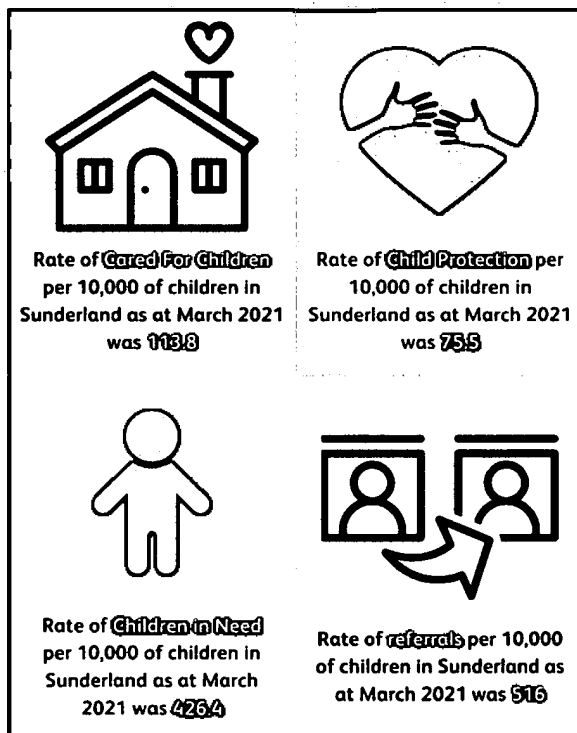 Rate of Cared For Children
per 10,000 of children in
Sunderland as at March 2021
was 113.8
Rate of Child Protection per
10,000 of children in
Sunderland as at March 2021
was 75.5
Rate of Children in Need
per 10,000 of children in
Sunderland as at March
2021 was 426.4
Rate of referrals per 10,000
of children in Sunderland as
at March 2021 was 516